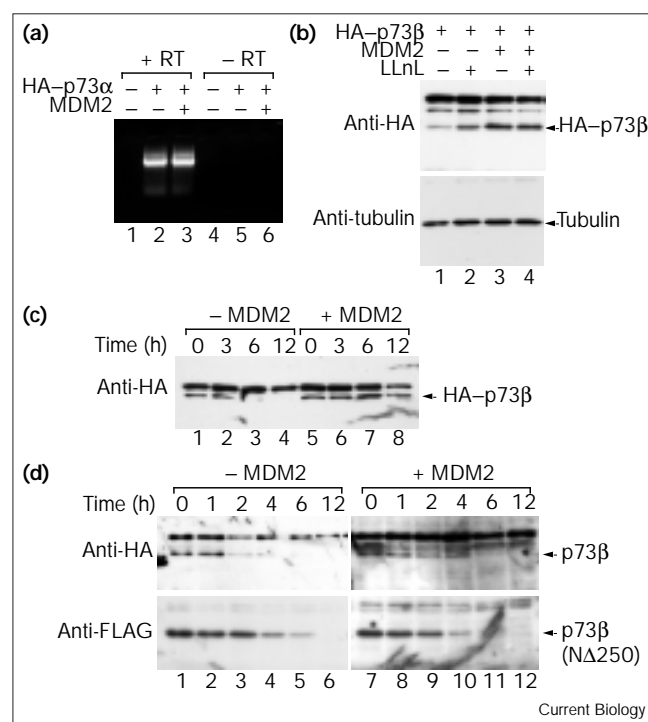 (a)
+ RT – RT
HA–p73α – + + – + +
MDM2 + +
1 2 3 4 5 6
(b)
HA–p73β + + + +
MDM2 – – + +
LLnL – + – +
Anti-HA HA–p73β
Anti-tubulin Tubulin
1 2 3 4
(c)
– MDM2 + MDM2
Time (h) 0 3 6 12 0 3 6 12
Anti-HA HA–p73β
1 2 3 4 5 6 7 8
(d)
– MDM2 + MDM2
Time (h) 0 1 2 4 6 12 0 1 2 4 6 12
Anti-HA p73β
Anti-FLAG p73β
(NΔ250)
1 2 3 4 5 6 7 8 9 10 11 12
Current Biology